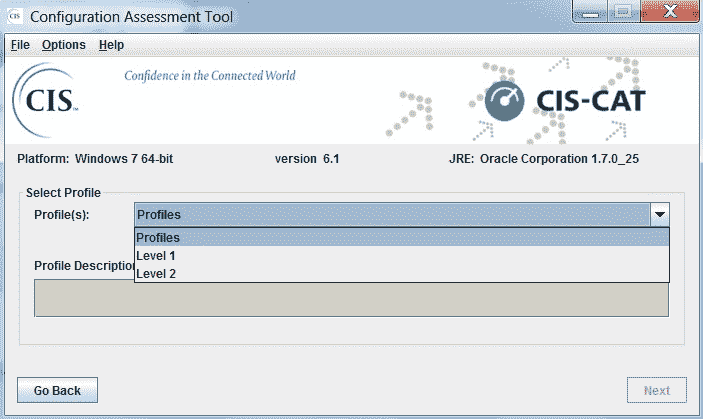 CIS Configuration Assessment Tool
File Options Help
CIS™ Confidence in the Connected World CIS-CAT
Platform: Windows 7 64-bit version 6.1 JRE: Oracle Corporation 1.7.0_25
Select Profile
Profile(s): Profiles
Profiles
Level 1
Profile Description
Level 2
Go Back Next